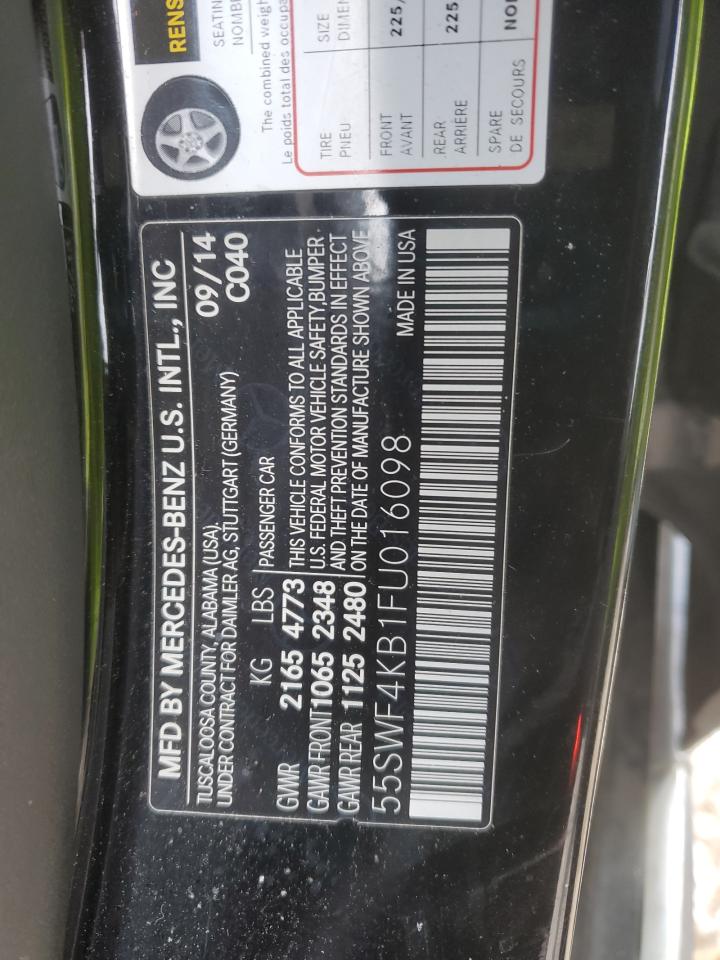 MFD BY MERCEDES-BENZ U.S. INTL., INC
TUSCALOOSA COUNTY, ALABAMA (USA), 09/14
UNDER CONTRACT FOR DAIMLER AG, STUTTGART (GERMANY) C040
KG LBS PASSENGER CAR
GVWR 2165 4773 THIS VEHICLE CONFORMS TO ALL APPLICABLE
GAWR FRONT 1065 2348 U.S. FEDERAL MOTOR VEHICLE SAFETY, BUMPER,
GAWR REAR 1125 2480 AND THEFT PREVENTION STANDARDS IN EFFECT
ON THE DATE OF MANUFACTURE SHOWN ABOVE
55SWF4KB1FU016098 MADE IN USA
RENS
SEATIN
NOMB
The combined weigh
Le poids total des occupa
TIRE SIZE
PNEU DIMEN
FRONT 225/
AVANT
REAR 225
ARRIÈRE
SPARE NON
DE SECOURS